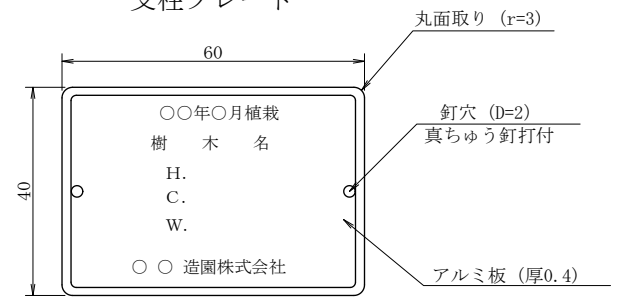 支柱プレート
丸面取り (r=3)
60
○○年○月植栽
樹 木 名
H.
C.
W.
○ ○ 造園株式会社
40
釘穴 (D=2)
真ちゅう釘打付
アルミ板 (厚0.4)